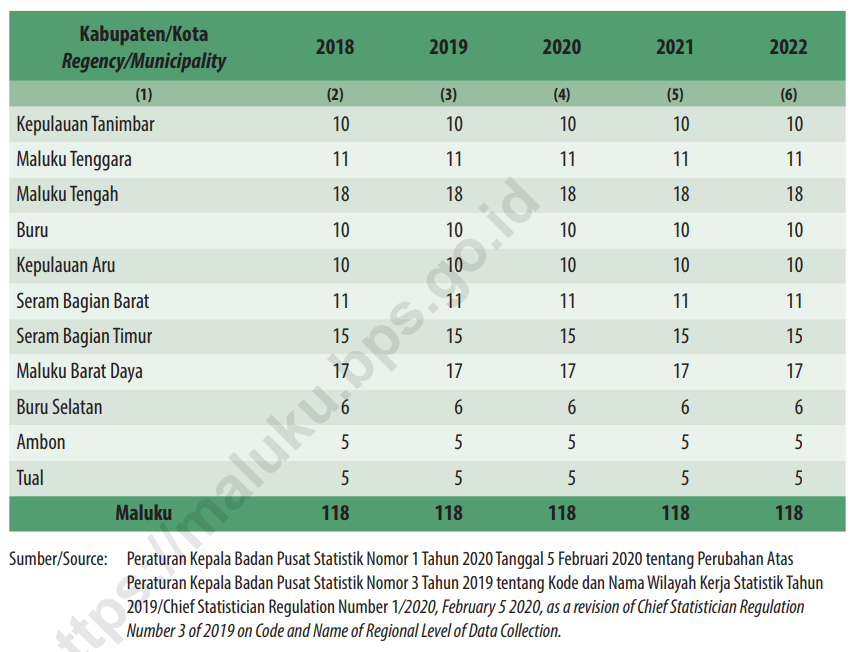 Kabupaten/Kota 2018 2019 2020 2021 2022
Regency/Municipality
(1) (2) (3) (4) (5) (6)
Kepulauan Tanimbar 10 10 10 10 10
Maluku Tenggara 11 11 11 11 11
Maluku Tengah 18 18 18 18 18
Buru 10 10 10 10 10
Kepulauan Aru 10 10 10 10 10
Seram Bagian Barat 11 11 11 11 11
Seram Bagian Timur 15 15 15 15 15
Maluku Barat Daya 17 17 17 17 17
Buru Selatan 6 6 6 6 6
Ambon 5 5 5 5 5
Tual 5 5 5 5 5
Maluku 118 118 118 118 118
Sumber/Source: Peraturan Kepala Badan Pusat Statistik Nomor 1 Tahun 2020 Tanggal 5 Februari 2020 tentang Perubahan Atas
Peraturan Kepala Badan Pusat Statistik Nomor 3 Tahun 2019 tentang Kode dan Nama Wilayah Kerja Statistik Tahun
2019/Chief Statistician Regulation Number 1/2020, February 5 2020, as a revision of Chief Statistician Regulation
Number 3 of 2019 on Code and Name of Regional Level of Data Collection.
ttps://maluku.bps.go.id